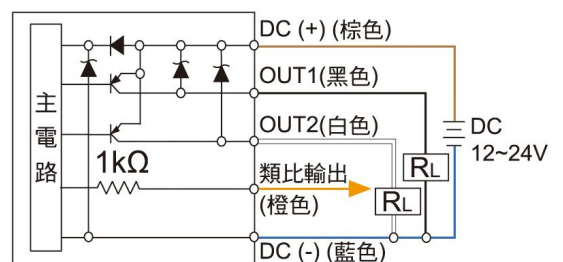 DC (+) (棕色)
OUT1(黑色)
主電路
OUT2(白色)
DC
12~24V
1kΩ
類比輸出
(橙色)
RL
RL
DC (-) (藍色)